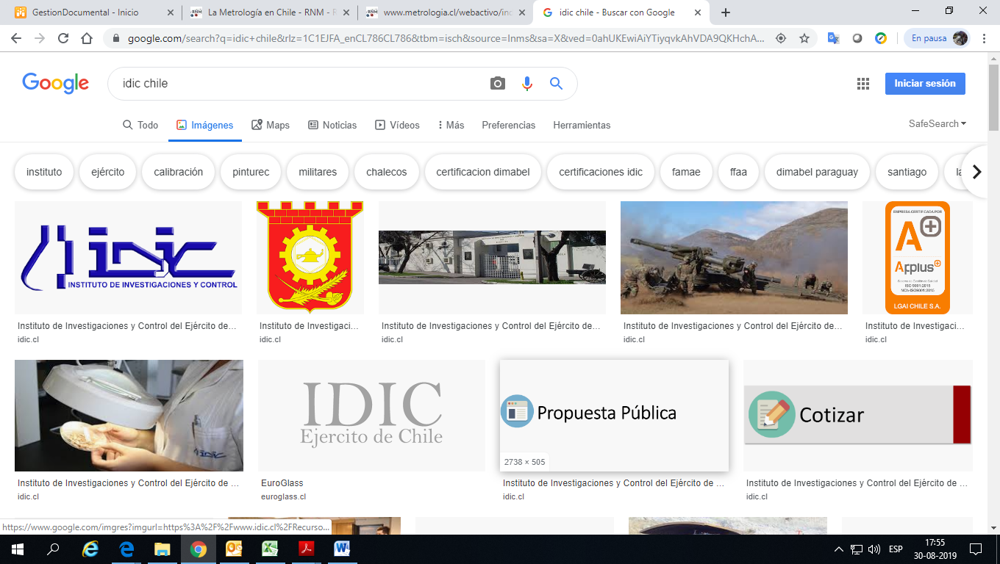 GestionDocumental - Inicio
La Metrología en Chile - RNM - R
www.metrologia.cl/webactivo/ind
idic chile - Buscar con Google
google.com/search?q=idic+chile&rlz=1C1EJFA_enCL786CL786&tbm=isch&source=lnms&sa=X&ved=0ahUKEwiAiYTiyqvkAhVDA9QKHchA...
En pausa
Google
idic chile
Iniciar sesión
Todo
Imágenes
Maps
Noticias
Vídeos
Más
Preferencias
Herramientas
SafeSearch
instituto
ejército
calibración
pinturec
militares
chalecos
certificacion dimabel
certificaciones idic
famae
ffaa
dimabel paraguay
santiago
idic
INSTITUTO DE INVESTIGACIONES Y CONTROL
EMPRESA CERTIFICADA POR
A+
Applus+
ISO 9001:2015
NCh-ISO9001:2015
LGAI CHILE S.A.
Instituto de Investigaciones y Control del Ejército de...
idic.cl
Instituto de Investigaci...
idic.cl
Instituto de Investigaciones y Control del Ejército de...
idic.cl
Instituto de Investigaciones y Control del Ejército de...
idic.cl
Instituto de Investigaci...
idic.cl
idic
IDIC
Ejercito de Chile
Propuesta Pública
2738 × 505
Cotizar
Instituto de Investigaciones y Control del Ejército de ...
idic.cl
EuroGlass
euroglass.cl
Instituto de Investigaciones y Control del Ejército de ...
idic.cl
Instituto de Investigaciones y Control del Ejército de ...
idic.cl
https://www.google.com/imgres?imgurl=https%3A%2F%2Fwww.idic.cl%2FRecurso...
ESP
17:55
30-08-2019